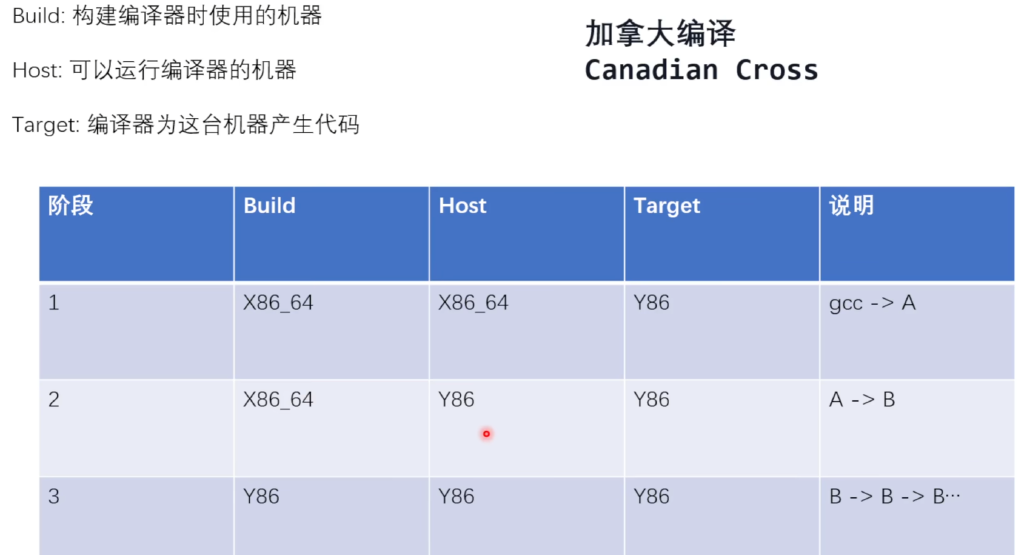 Build: 构建编译器时使用的机器
加拿大编译
Canadian Cross
Host: 可以运行编译器的机器
Target: 编译器为这台机器产生代码
阶段 Build Host Target 说明
1 X86_64 X86_64 Y86 gcc -> A
2 X86_64 Y86 Y86 A -> B
3 Y86 Y86 Y86 B -> B -> B…